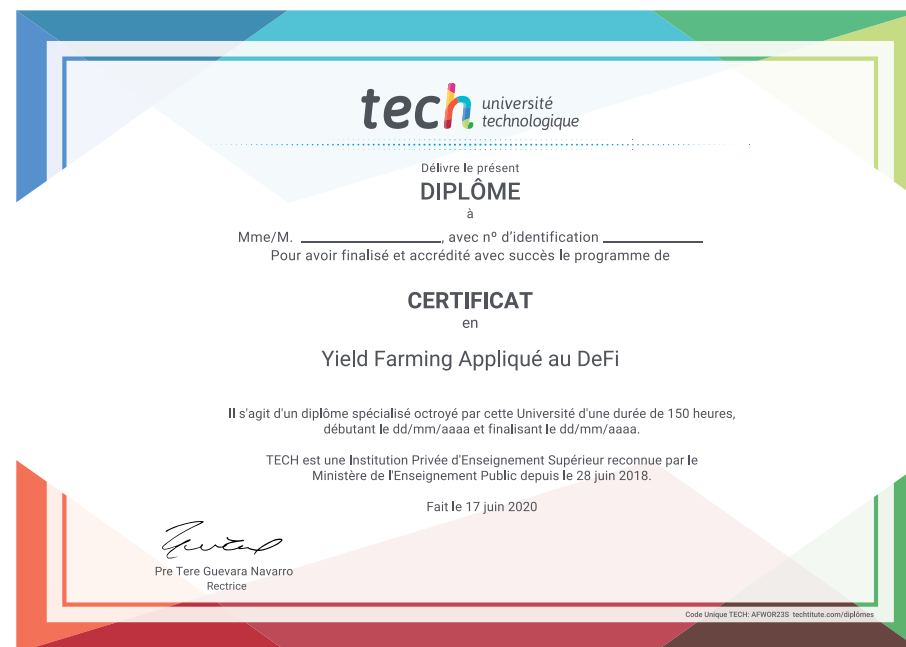 tech université
technologique
Délivre le présent
DIPLÔME
à
Mme/M. ____________________, avec nº d'identification ______________
Pour avoir finalisé et accrédité avec succès le programme de
CERTIFICAT
en
Yield Farming Appliqué au DeFi
Il s'agit d'un diplôme spécialisé octroyé par cette Université d'une durée de 150 heures,
débutant le dd/mm/aaaa et finalisant le dd/mm/aaaa.
TECH est une Institution Privée d'Enseignement Supérieur reconnue par le
Ministère de l'Enseignement Public depuis le 28 juin 2018.
Fait le 17 juin 2020
Pre Tere Guevara Navarro
Rectrice
Code Unique TECH: AFWOR23S techtitute.com/diplômes